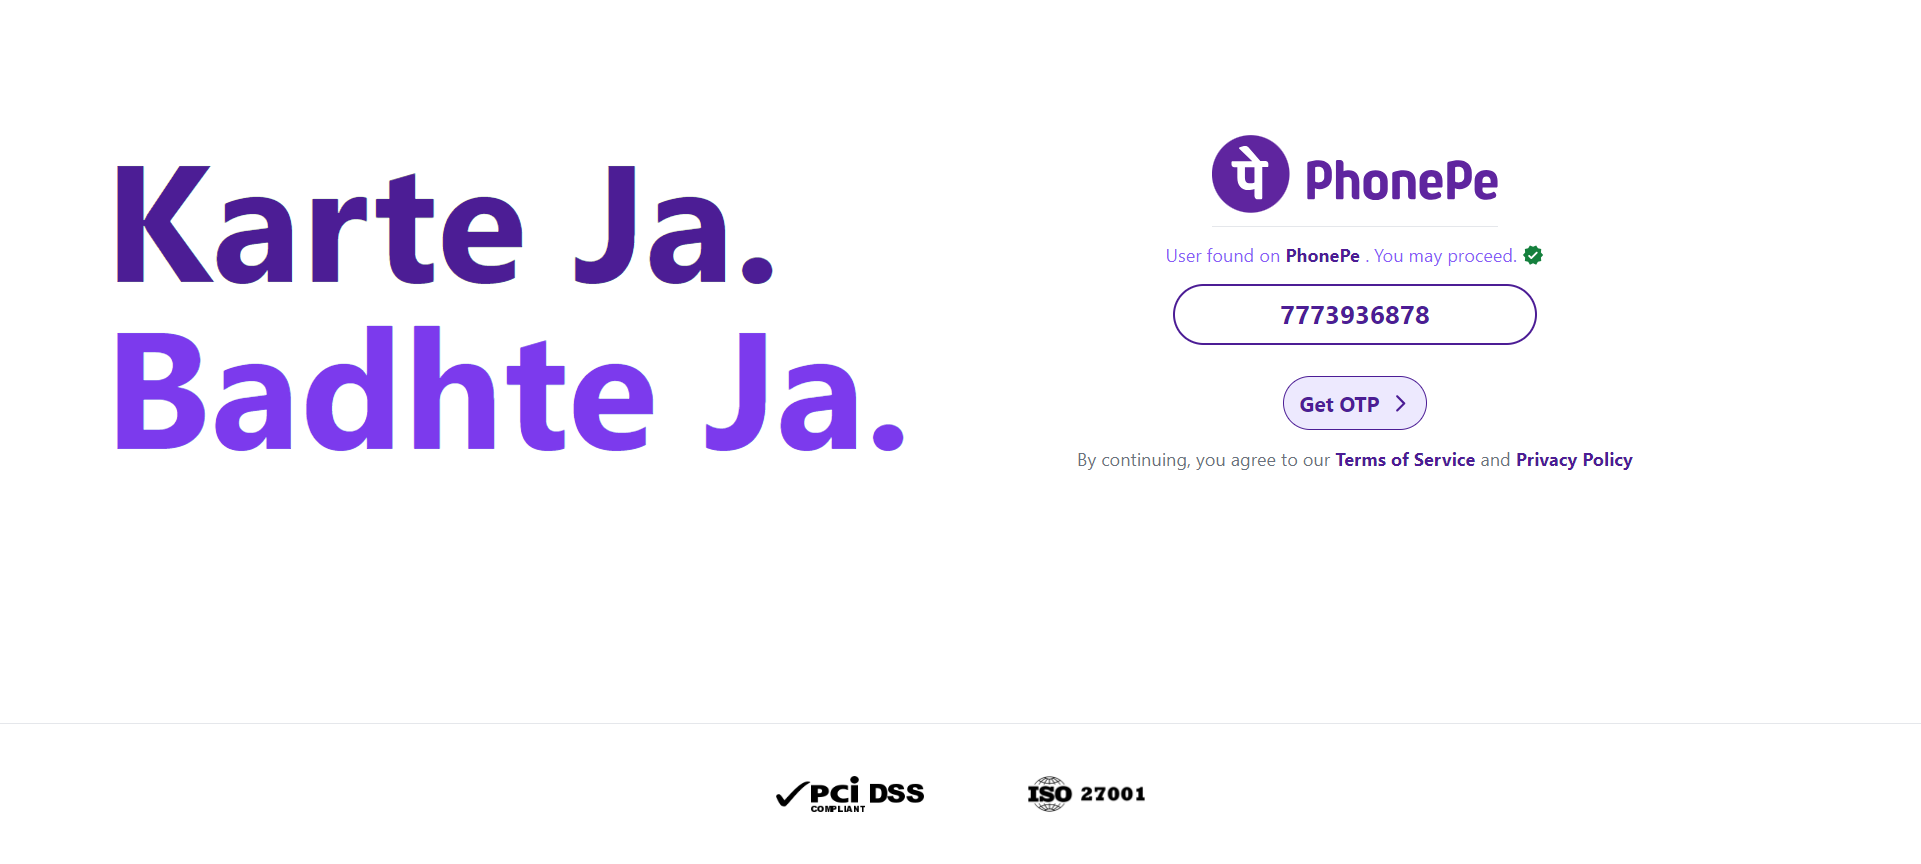 Karte Ja.
Badhte Ja.
पे PhonePe
User found on PhonePe . You may proceed.
7773936878
Get OTP
By continuing, you agree to our Terms of Service and Privacy Policy
PCi DSS
COMPLIANT
ISO 27001